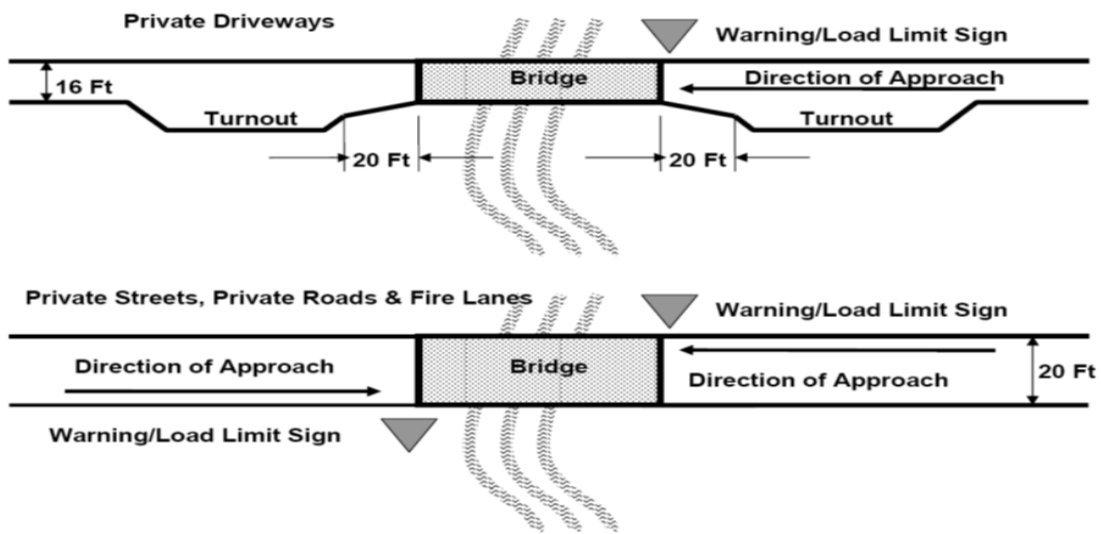 Private Driveways
Warning/Load Limit Sign
Bridge
Direction of Approach
16 Ft
Turnout
Turnout
20 Ft
20 Ft
Private Streets, Private Roads & Fire Lanes
Warning/Load Limit Sign
Direction of Approach
Bridge
Direction of Approach
20 Ft
Warning/Load Limit Sign